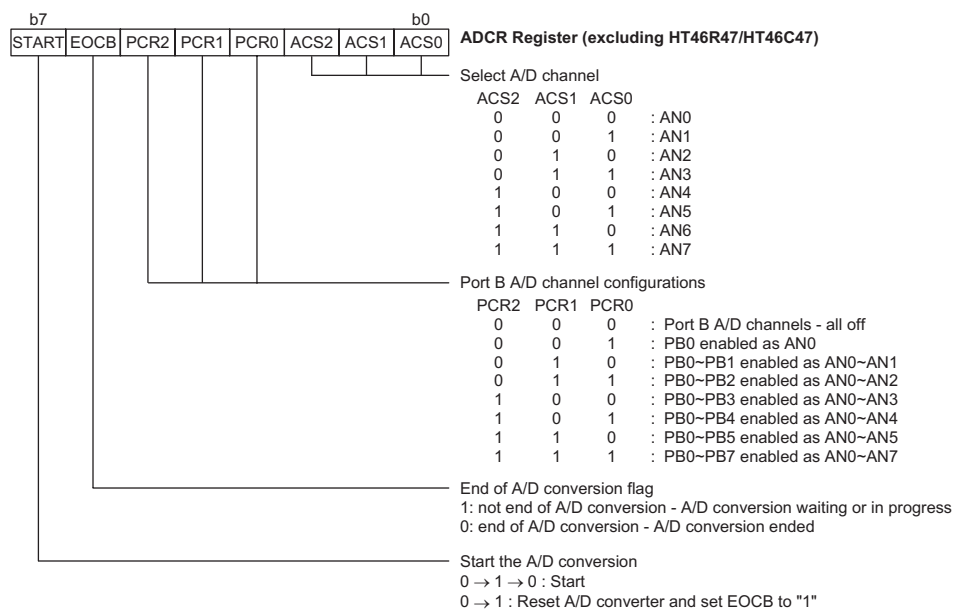 b7 b0
START EOCB PCR2 PCR1 PCR0 ACS2 ACS1 ACS0
ADCR Register (excluding HT46R47/HT46C47)
Select A/D channel
ACS2 ACS1 ACS0
0 0 0 : AN0
0 0 1 : AN1
0 1 0 : AN2
0 1 1 : AN3
1 0 0 : AN4
1 0 1 : AN5
1 1 0 : AN6
1 1 1 : AN7
Port B A/D channel configurations
PCR2 PCR1 PCR0
0 0 0 : Port B A/D channels - all off
0 0 1 : PB0 enabled as AN0
0 1 0 : PB0~PB1 enabled as AN0~AN1
0 1 1 : PB0~PB2 enabled as AN0~AN2
1 0 0 : PB0~PB3 enabled as AN0~AN3
1 0 1 : PB0~PB4 enabled as AN0~AN4
1 1 0 : PB0~PB5 enabled as AN0~AN5
1 1 1 : PB0~PB7 enabled as AN0~AN7
End of A/D conversion flag
1: not end of A/D conversion - A/D conversion waiting or in progress
0: end of A/D conversion - A/D conversion ended
Start the A/D conversion
0 → 1 → 0 : Start
0 → 1 : Reset A/D converter and set EOCB to "1"